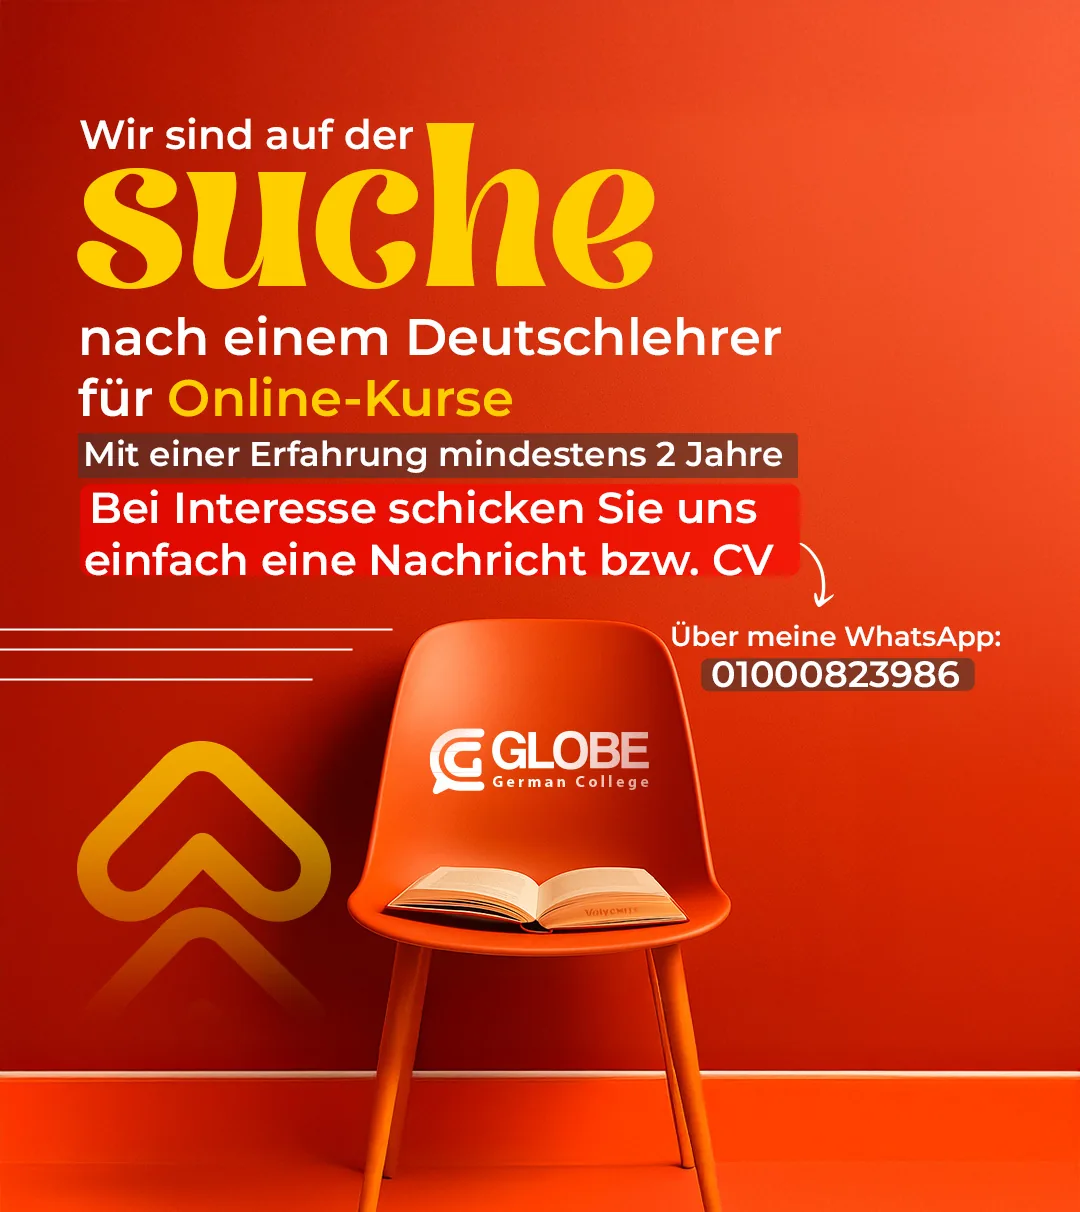 Wir sind auf der
suche
nach einem Deutschlehrer
für Online-Kurse
Mit einer Erfahrung mindestens 2 Jahre
Bei Interesse schicken Sie uns
einfach eine Nachricht bzw. CV
Über meine WhatsApp:
01000823986
GLOBE
German College